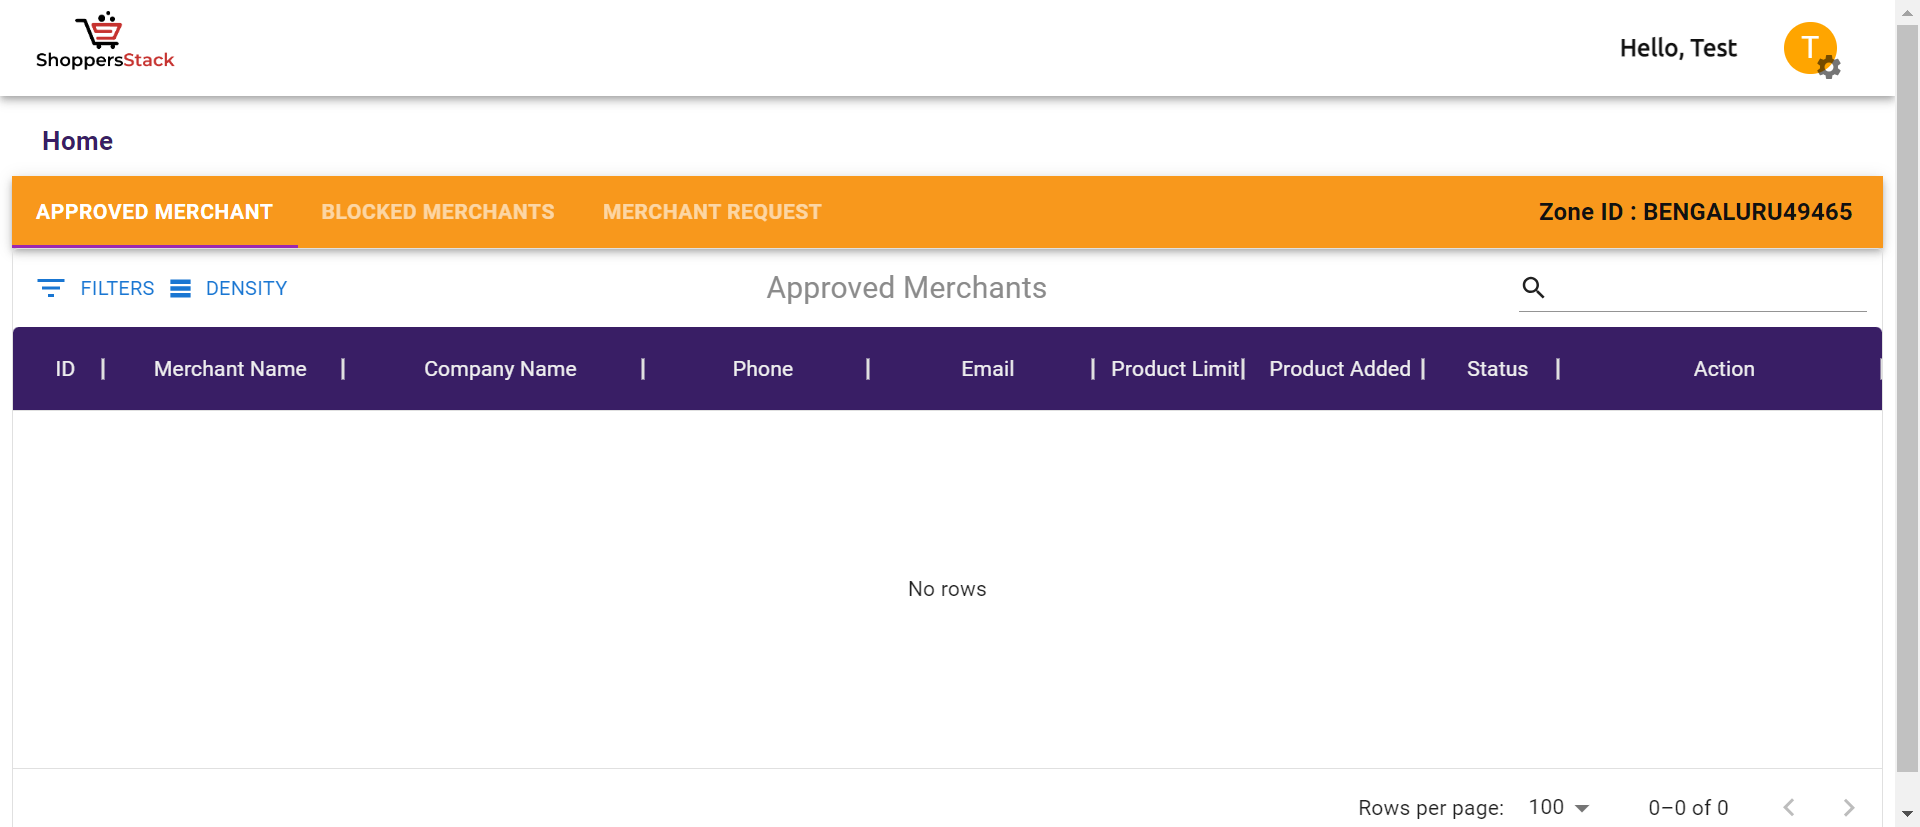 ShoppersStack
Hello, Test
T
Home
APPROVED MERCHANT BLOCKED MERCHANTS MERCHANT REQUEST Zone ID : BENGALURU49465
FILTERS DENSITY Approved Merchants
ID Merchant Name Company Name Phone Email Product Limit Product Added Status Action
No rows
Rows per page: 100 0–0 of 0